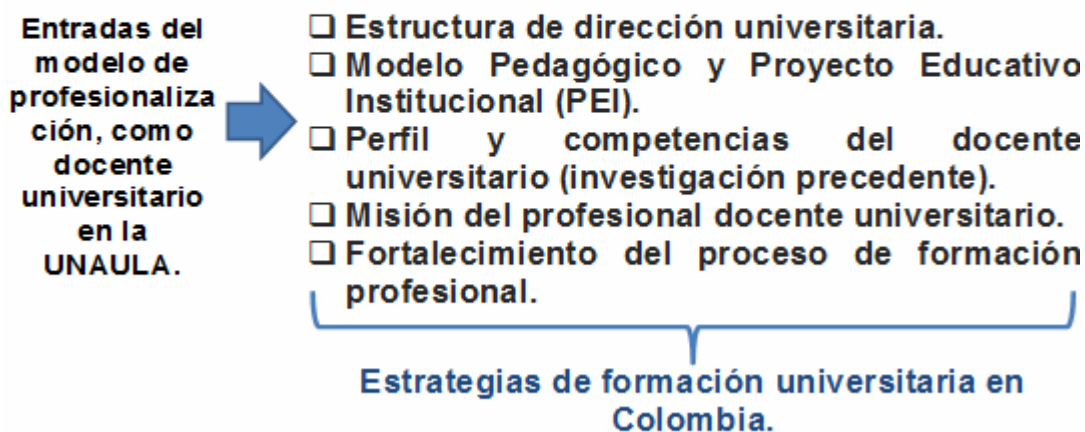 Entradas del
modelo de
profesionaliza
ción, como
docente
universitario
en la
UNAULA.
❑ Estructura de dirección universitaria.
❑ Modelo Pedagógico y Proyecto Educativo
Institucional (PEI).
❑ Perfil y competencias del docente
universitario (investigación precedente).
❑ Misión del profesional docente universitario.
❑ Fortalecimiento del proceso de formación
profesional.
Estrategias de formación universitaria en
Colombia.